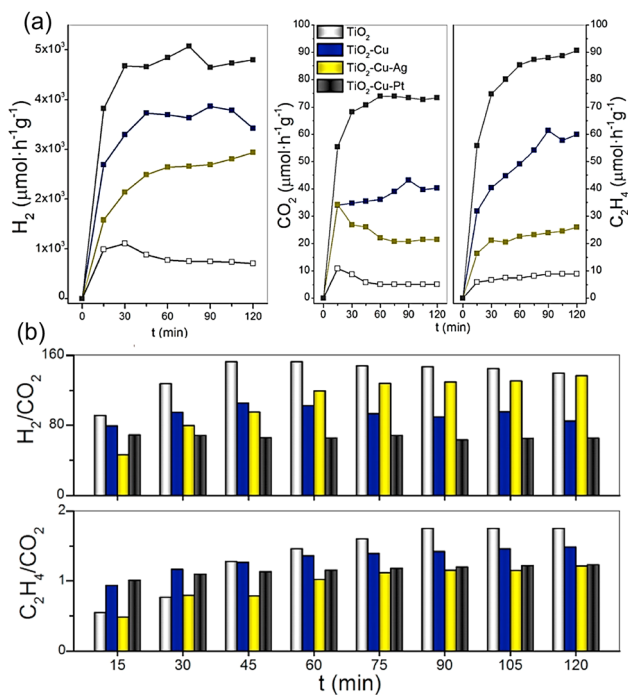 (a)
H₂ (μmol·h⁻¹g⁻¹)
5x10³
4x10³
3x10³
2x10³
1x10³
0
0 30 60 90 120
t (min)
CO₂ (μmol·h⁻¹g⁻¹)
100
90
80
70
60
50
40
30
20
10
0
0 30 60 90 120
t (min)
TiO₂
TiO₂-Cu
TiO₂-Cu-Ag
TiO₂-Cu-Pt
C₂H₄ (μmol·h⁻¹g⁻¹)
100
90
80
70
60
50
40
30
20
10
0
0 30 60 90 120
t (min)
(b)
H₂/CO₂
160
80
0
C₂H₄/CO₂
2
1
0
15 30 45 60 75 90 105 120
t (min)